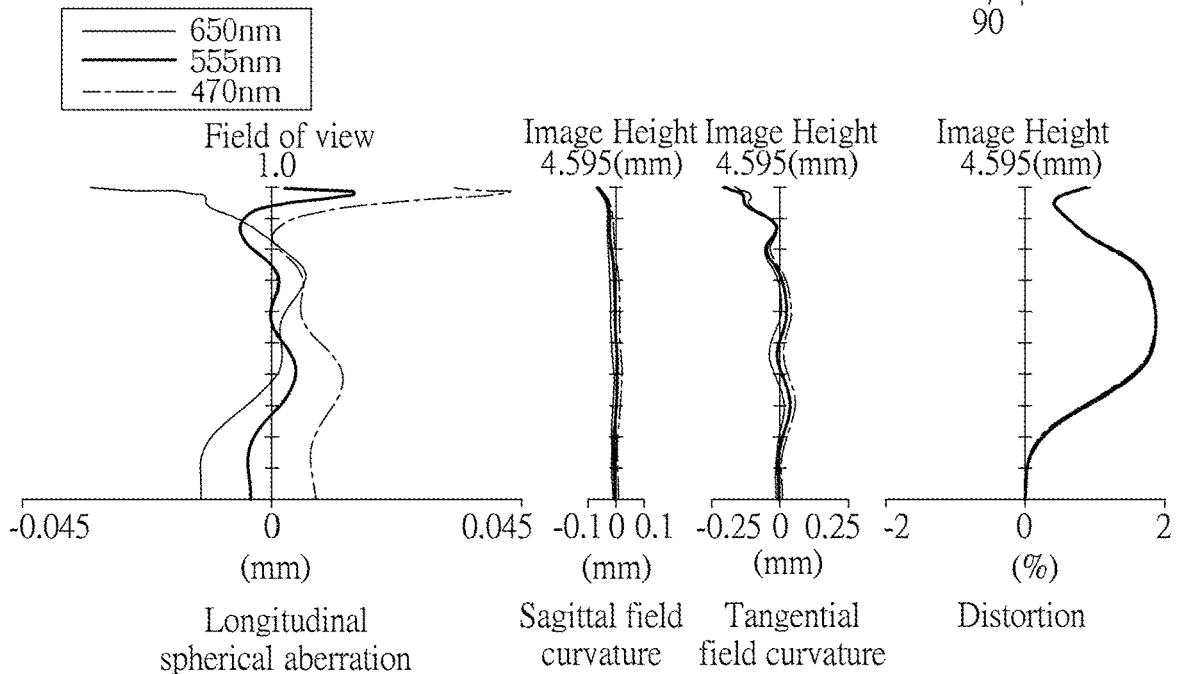 90
650nm
555nm
470nm
Field of view
1.0
Image Height
4.595(mm)
Image Height
4.595(mm)
Image Height
4.595(mm)
-0.045 0 0.045
(mm)
Longitudinal
spherical aberration
-0.1 0 0.1
(mm)
Sagittal field
curvature
-0.25 0 0.25
(mm)
Tangential
field curvature
-2 0 2
(%)
Distortion